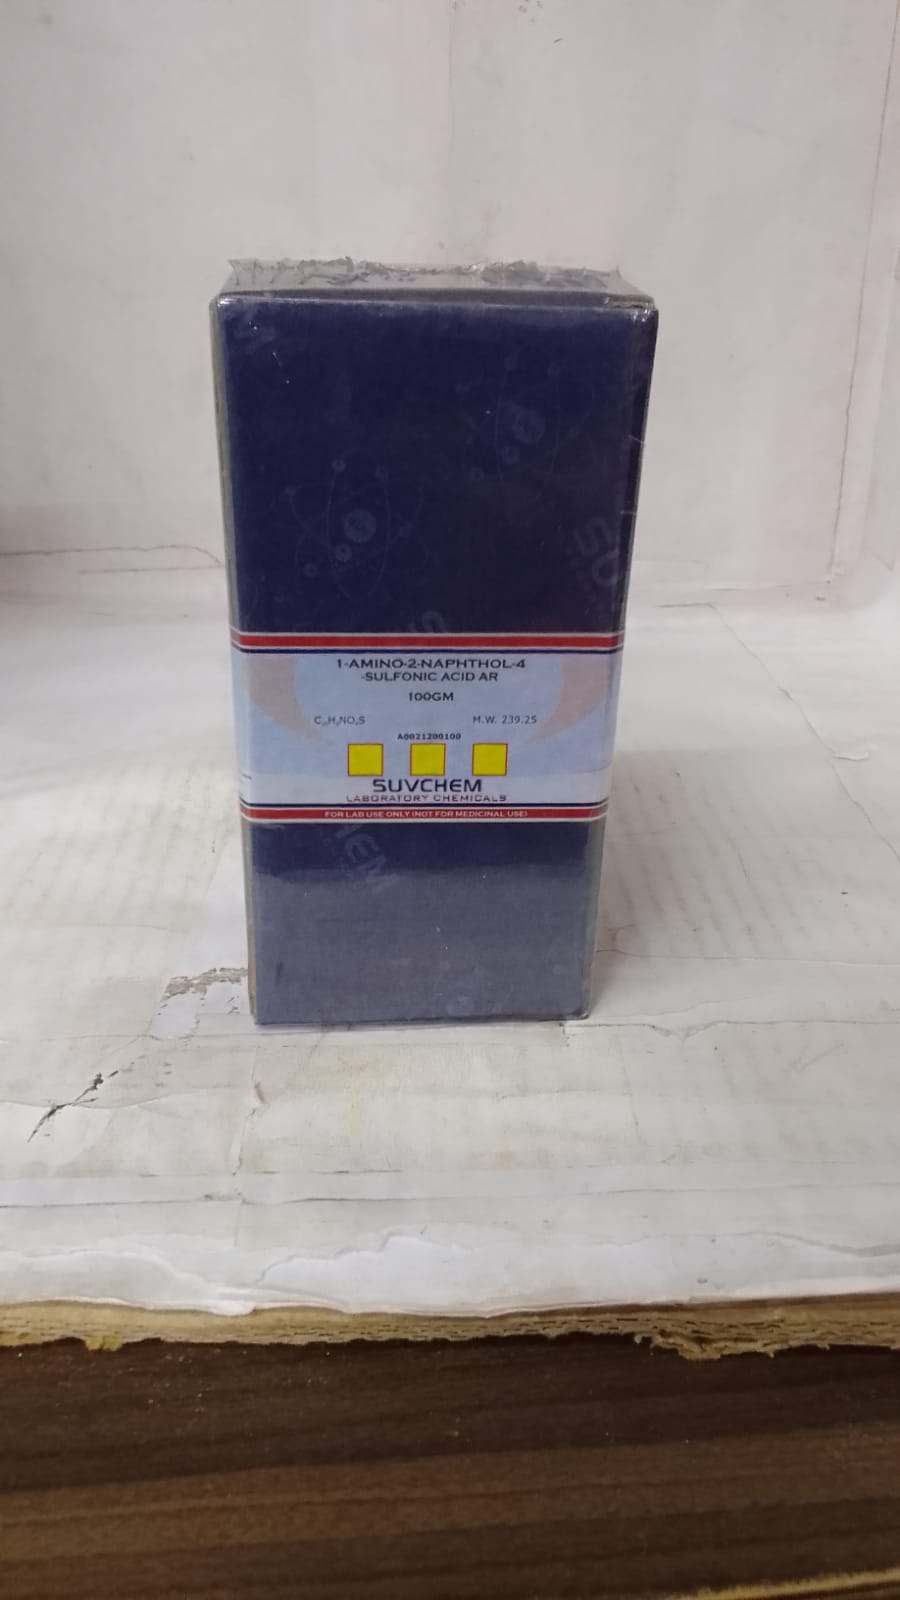 1-AMINO-2-NAPHTHOL-4
-SULFONIC ACID AR
100GM
C₁₀H₉NO₄S M.W. 239.25
A0021200100
SUVCHEM
LABORATORY CHEMICALS
FOR LAB USE ONLY (NOT FOR MEDICINAL USE)